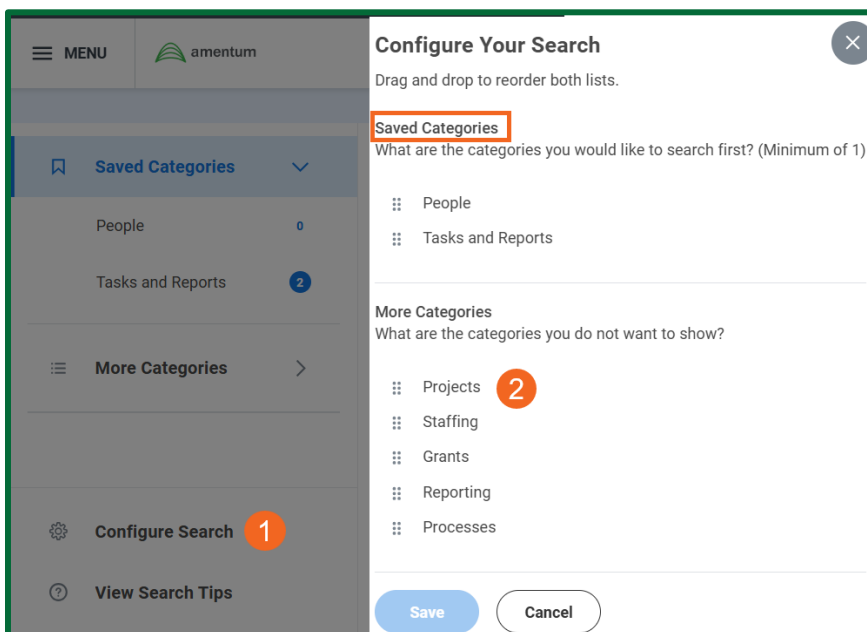 MENU
amentum
Saved Categories
People 0
Tasks and Reports 2
More Categories
Configure Search 1
View Search Tips
Configure Your Search
Drag and drop to reorder both lists.
Saved Categories
What are the categories you would like to search first? (Minimum of 1)
People
Tasks and Reports
More Categories
What are the categories you do not want to show?
Projects 2
Staffing
Grants
Reporting
Processes
Save
Cancel